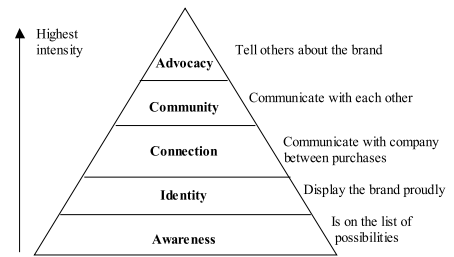 Highest
intensity
Advocacy
Tell others about the brand
Community
Communicate with each other
Connection
Communicate with company
between purchases
Identity
Display the brand proudly
Awareness
Is on the list of
possibilities